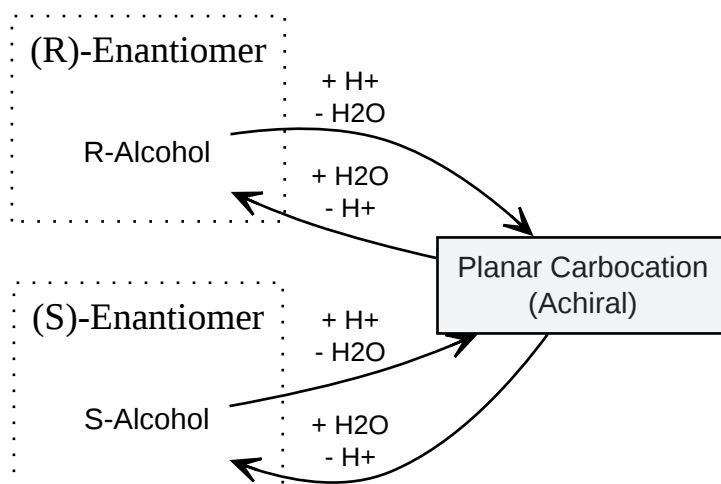 (R)-Enantiomer
+ H+
- H2O
R-Alcohol
+ H2O
- H+
Planar Carbocation
(Achiral)
(S)-Enantiomer
+ H+
- H2O
S-Alcohol
+ H2O
- H+